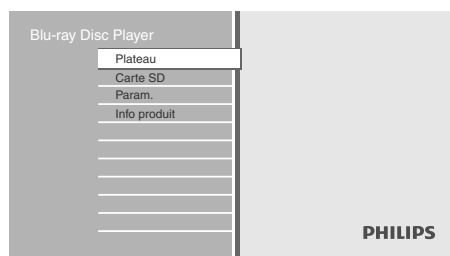 Blu-ray Disc Player
Plateau
Carte SD
Param.
Info produit
PHILIPS